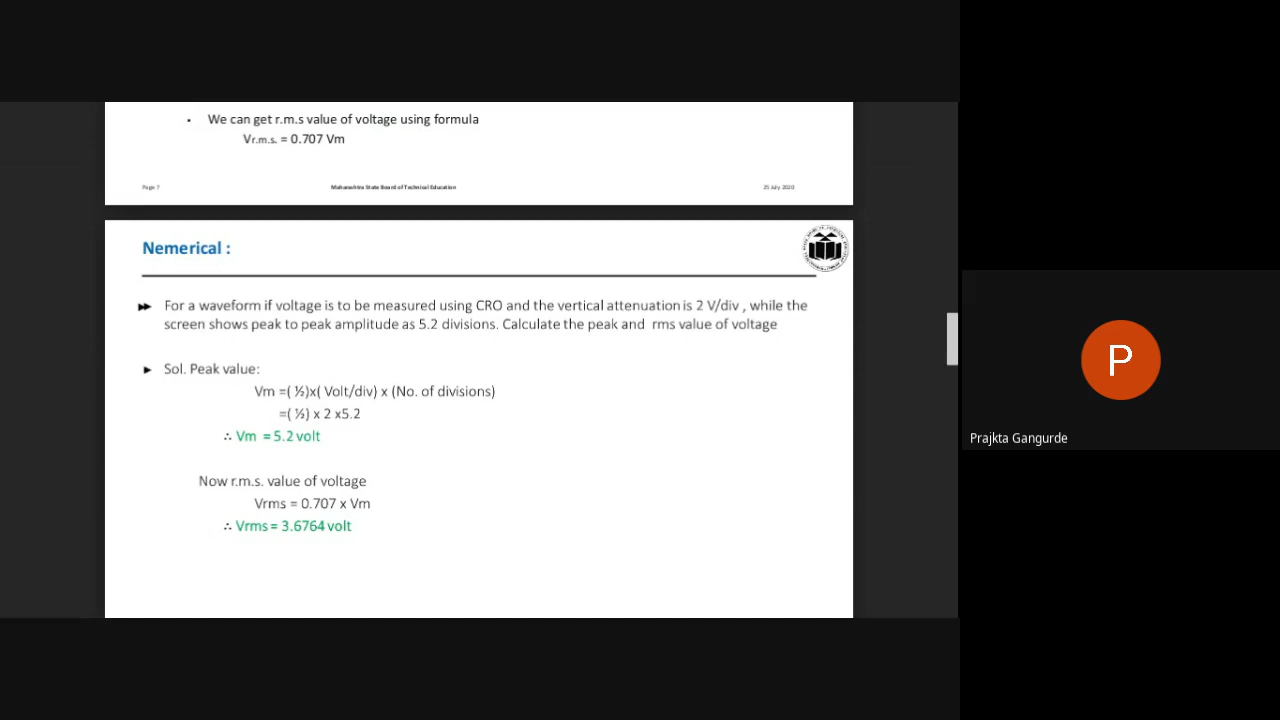 • We can get r.m.s value of voltage using formula
Vr.m.s. = 0.707 Vm
Page 7 Maharashtra State Board of Technical Education 25 July 2020
Nemerical :
For a waveform if voltage is to be measured using CRO and the vertical attenuation is 2 V/div , while the
screen shows peak to peak amplitude as 5.2 divisions. Calculate the peak and rms value of voltage
Sol. Peak value:
Vm =( ½)x( Volt/div) x (No. of divisions)
=( ½) x 2 x5.2
∴ Vm = 5.2 volt
Now r.m.s. value of voltage
Vrms = 0.707 x Vm
∴ Vrms = 3.6764 volt
P
Prajkta Gangurde